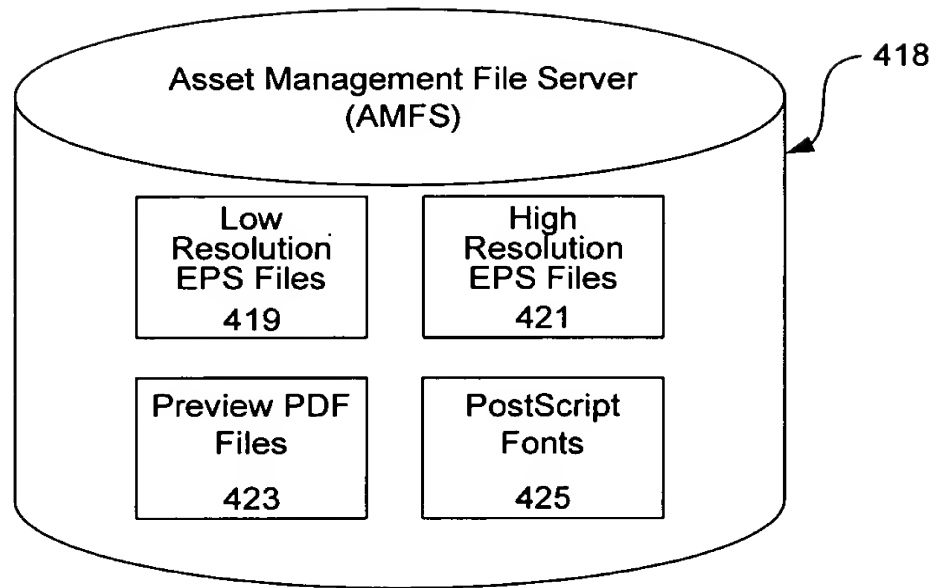 Asset Management File Server
(AMFS)
418
Low
Resolution
EPS Files
419
High
Resolution
EPS Files
421
Preview PDF
Files
423
PostScript
Fonts
425